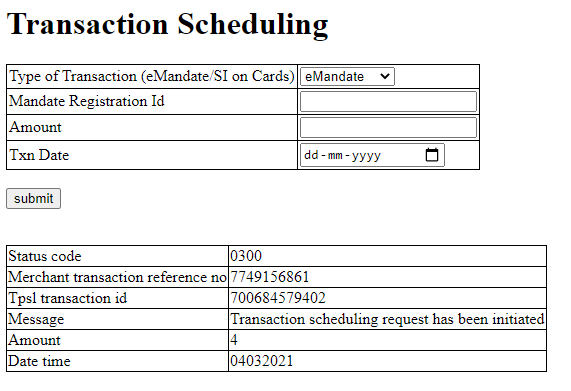 Transaction Scheduling
Type of Transaction (eMandate/SI on Cards) eMandate
Mandate Registration Id
Amount
Txn Date dd-mm-yyyy
submit
Status code 0300
Merchant transaction reference no 7749156861
Tpsl transaction id 700684579402
Message Transaction scheduling request has been initiated
Amount 4
Date time 04032021